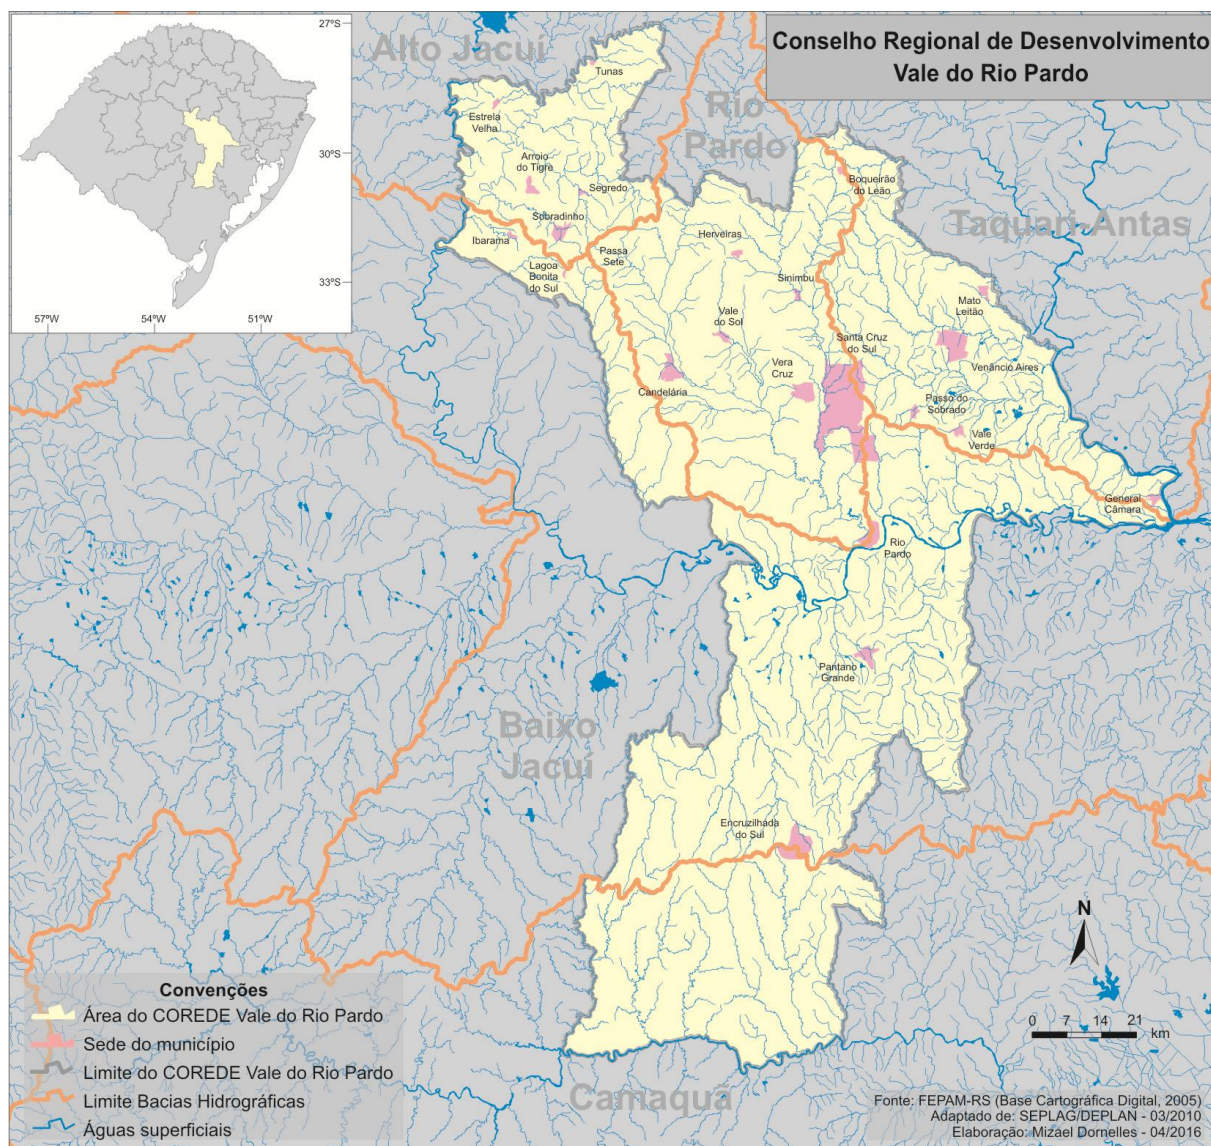 Conselho Regional de Desenvolvimento
Vale do Rio Pardo
27°S
30°S
33°S
57°W
54°W
51°W
Alto Jacuí
Rio
Pardo
Taquari-Antas
Baixo
Jacuí
Camaquã
Tunas
Estrela
Velha
Arroio
do Tigre
Segredo
Sobradinho
Ibarama
Passa
Sete
Lagoa
Bonita
do Sul
Boqueirão
do Leão
Herveiras
Sinimbu
Mato
Leitão
Vale
do Sol
Santa Cruz
do Sul
Venâncio Aires
Vera
Cruz
Candelária
Passo do
Sobrado
Vale
Verde
General
Câmara
Rio
Pardo
Pantano
Grande
Encruzilhada
do Sul
N
0 7 14 21
km
Convenções
Área do COREDE Vale do Rio Pardo
Sede do município
Limite do COREDE Vale do Rio Pardo
Limite Bacias Hidrográficas
Águas superficiais
Fonte: FEPAM-RS (Base Cartográfica Digital, 2005)
Adaptado de: SEPLAG/DEPLAN - 03/2010
Elaboração: Mizael Dornelles - 04/2016